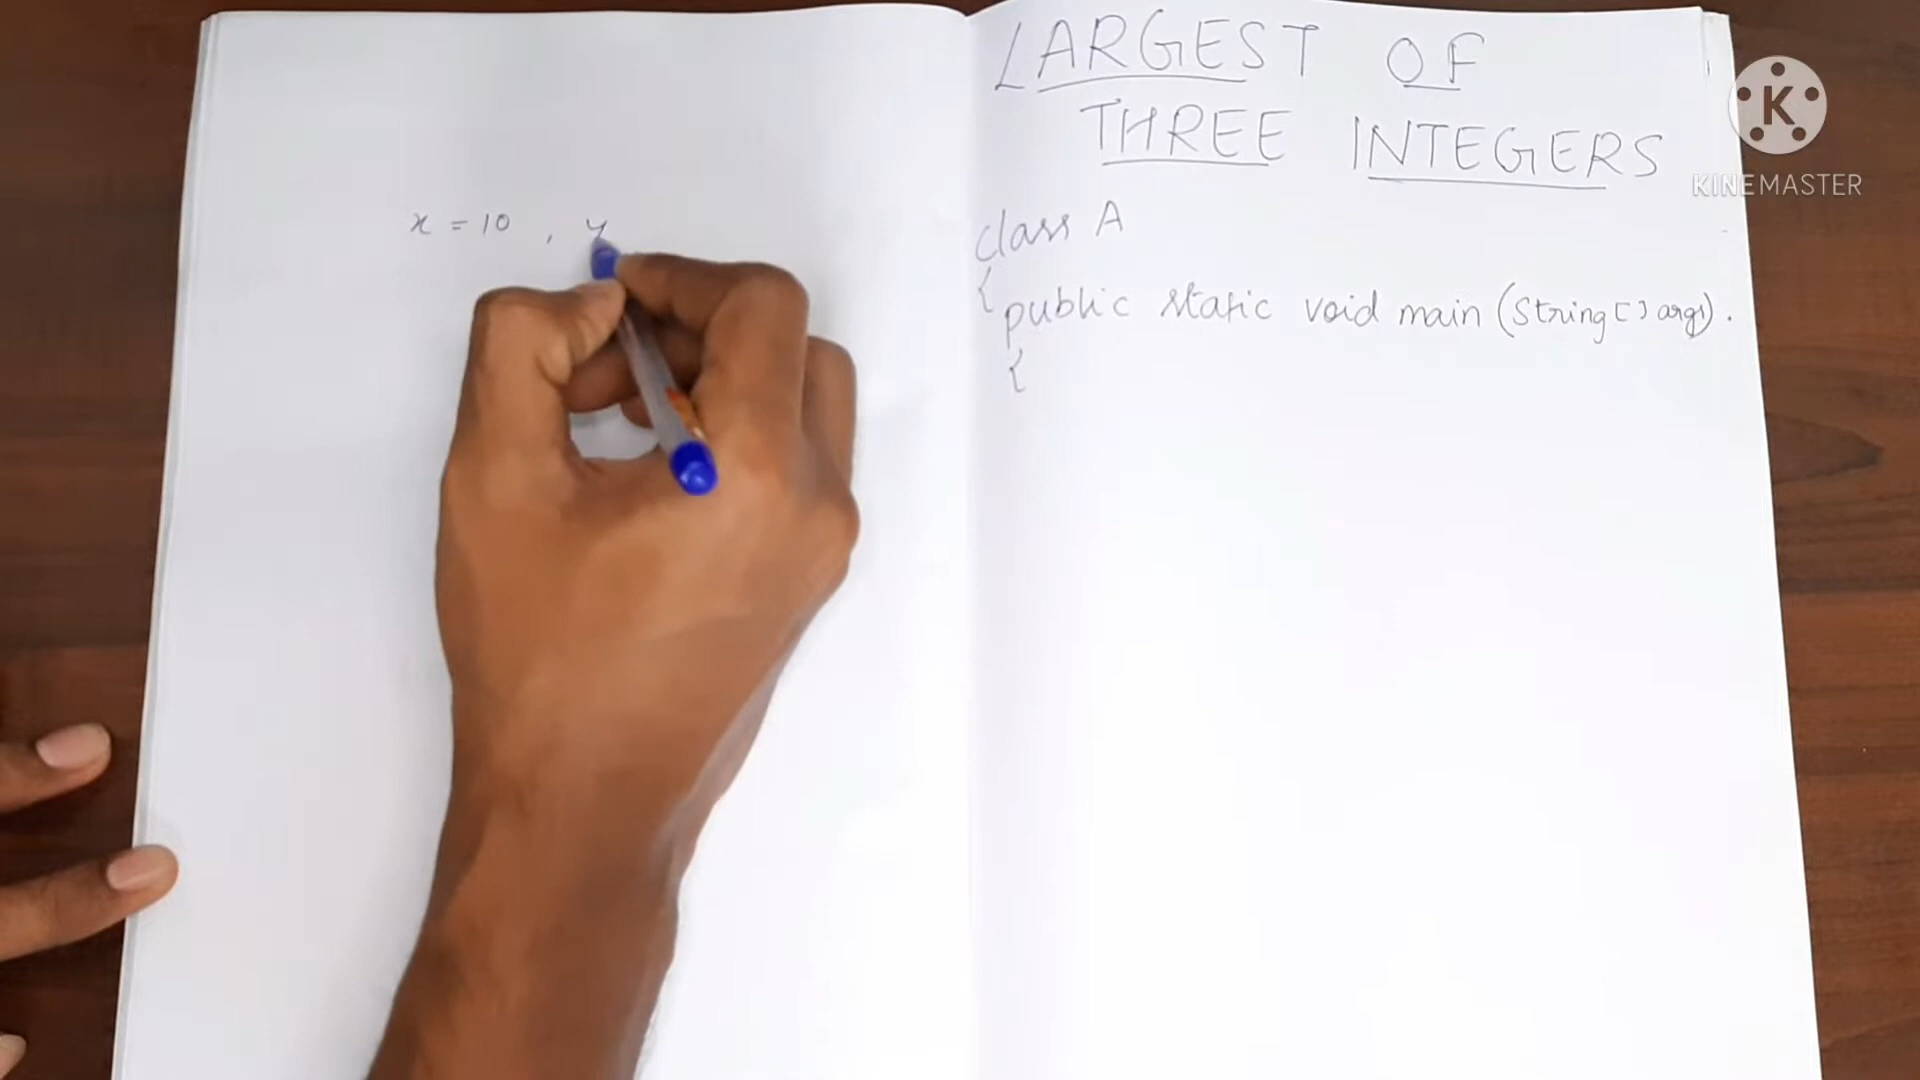 x = 10 , y
LARGEST OF
THREE INTEGERS
class A
{
public static void main (String[] args).
{
K
KINEMASTER